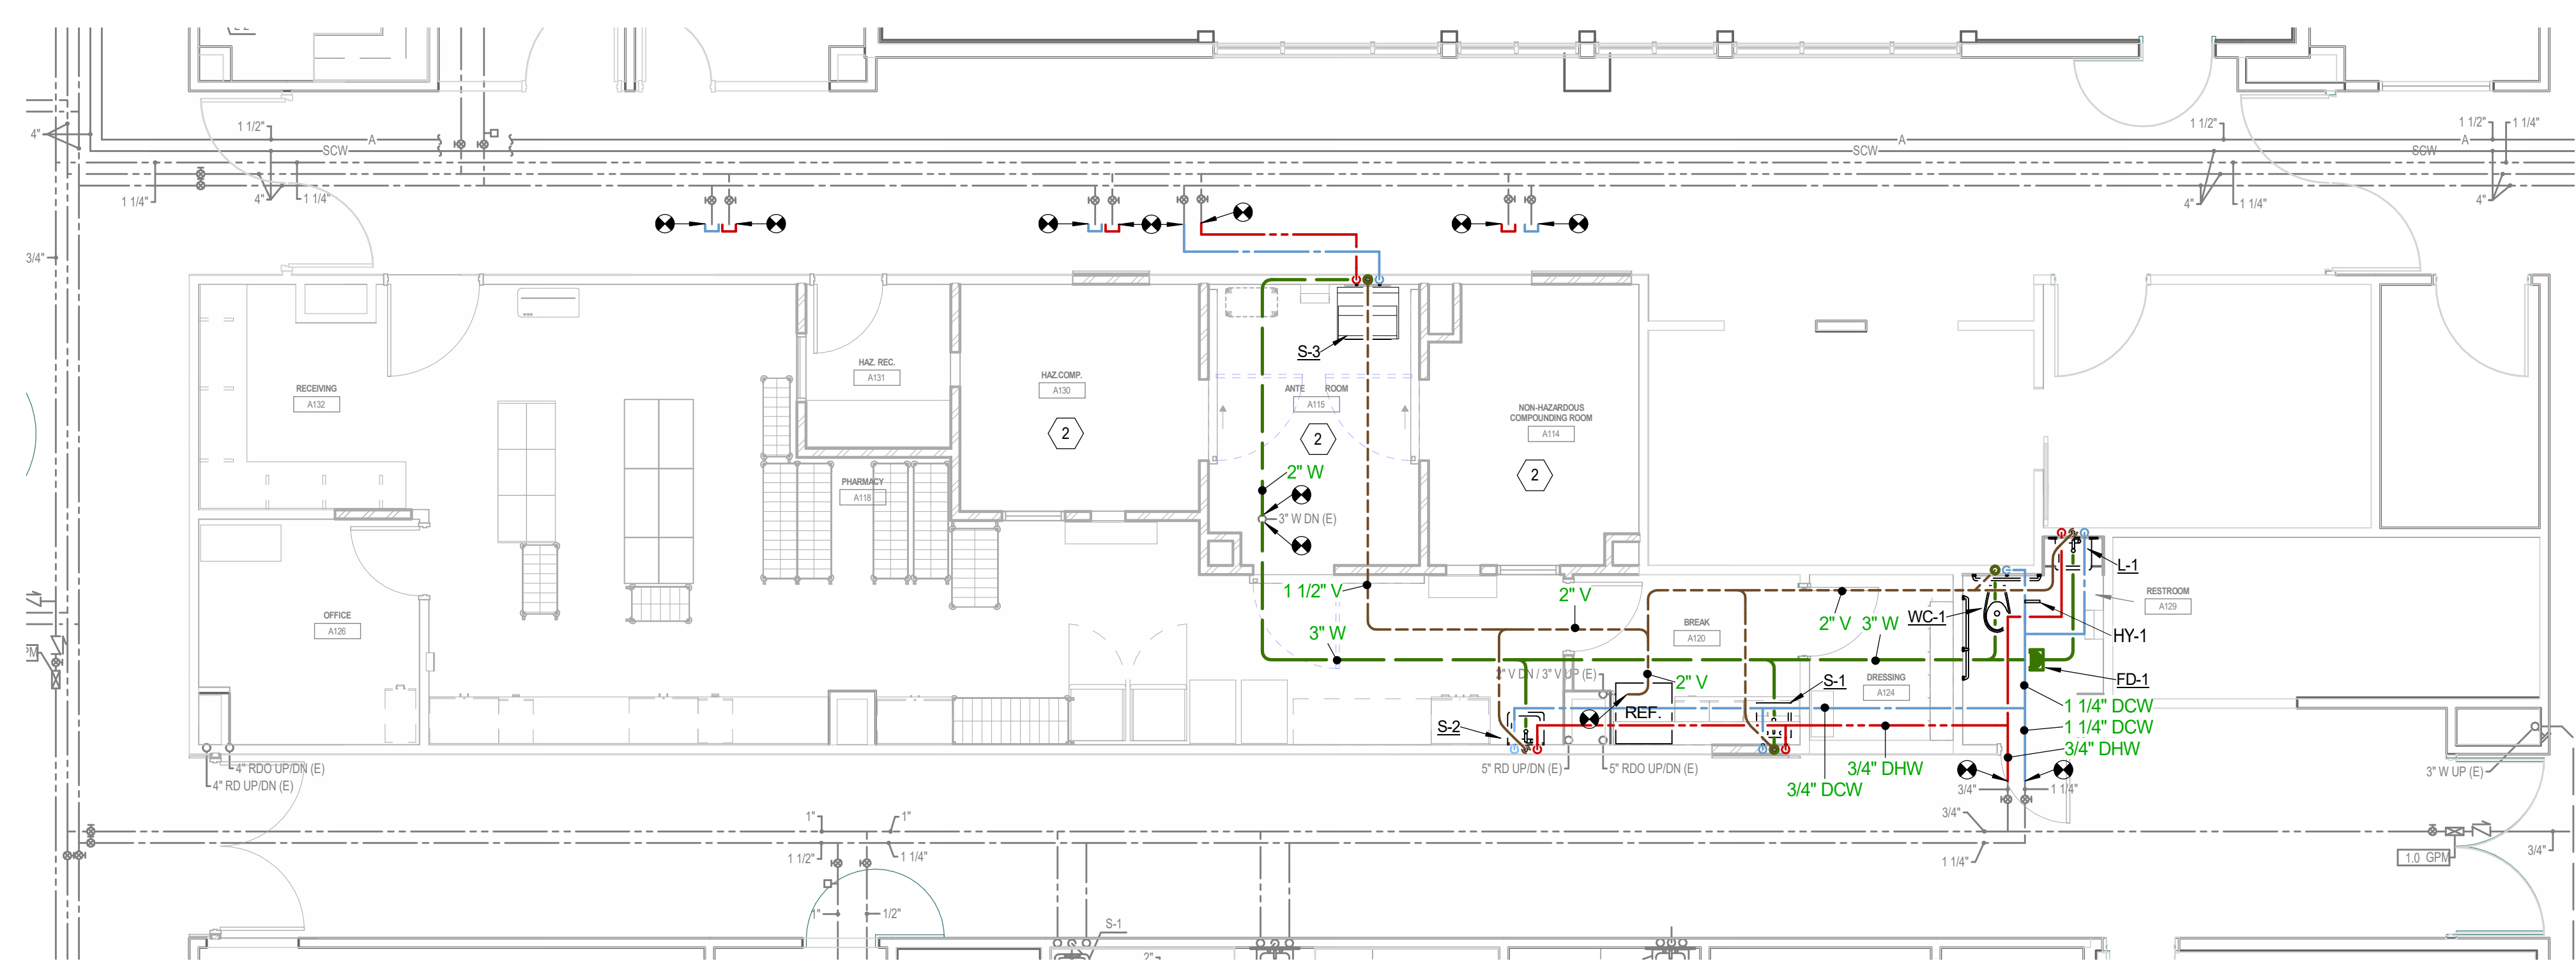 1 1/2"
A
4"
SCW
1 1/4"
4"
1 1/4"
A
SCW
1 1/2"
1 1/2"
1 1/4"
A
SCW
4"
1 1/4"
4"
3/4"
S-3
HAZ. REC.
A131
HAZ.COMP.
A130
RECEIVING
A132
ANTE ROOM
A115
NON-HAZARDOUS
COMPOUNDING ROOM
A114
2
2
2
2" W
PHARMACY
A118
3" W DN (E)
1 1/2" V
2" V
L-1
RESTROOM
A129
OFFICE
A126
3" W
BREAK
A120
2" V
3" W
WC-1
HY-1
2" V DN / 3" V UP (E)
2" V
S-1
DRESSING
A124
FD-1
REF.
S-2
1 1/4" DCW
1 1/4" DCW
3/4" DHW
4" RDO UP/DN (E)
4" RD UP/DN (E)
5" RD UP/DN (E)
5" RDO UP/DN (E)
3/4" DHW
3/4" DCW
3/4"
1 1/4"
3" W UP (E)
1"
1"
3/4"
1 1/2"
1 1/4"
1 1/4"
1.0 GPM
3/4"
1"
1/2"
S-1
2"